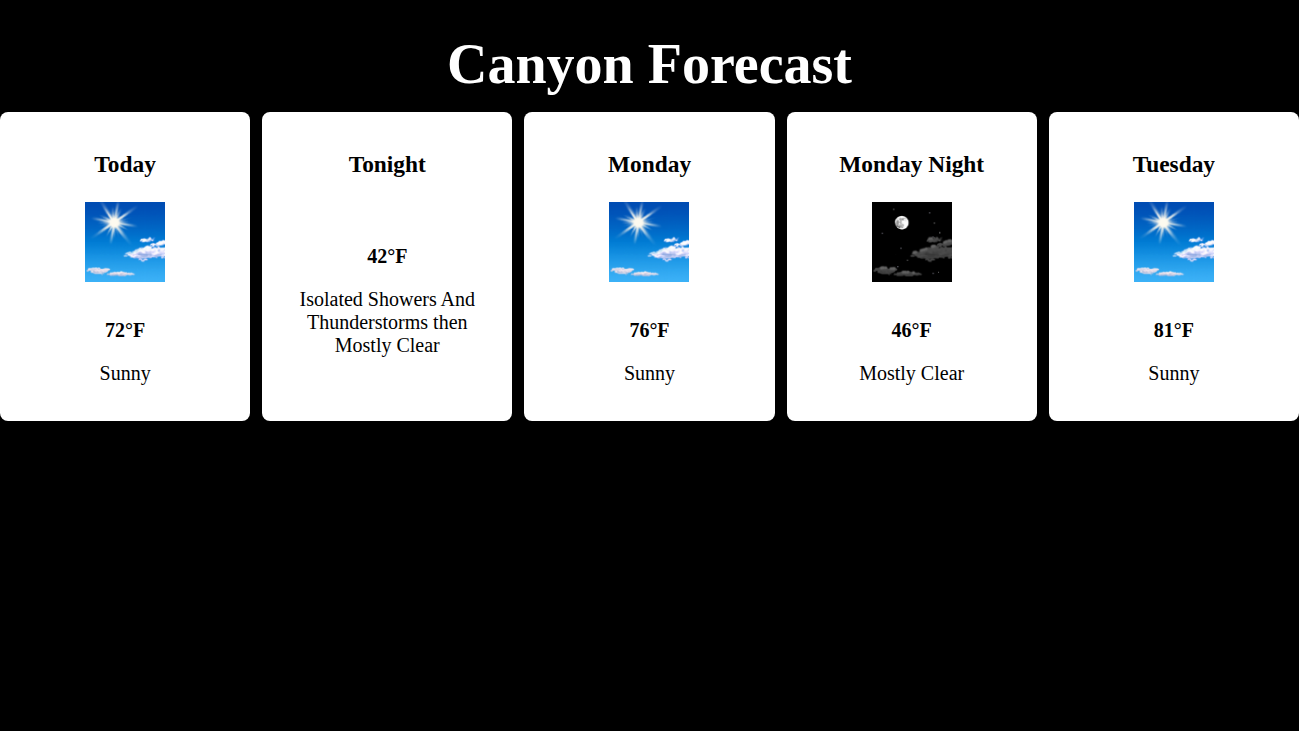 Canyon Forecast
Today
72°F
Sunny
Tonight
42°F
Isolated Showers And
Thunderstorms then
Mostly Clear
Monday
76°F
Sunny
Monday Night
46°F
Mostly Clear
Tuesday
81°F
Sunny